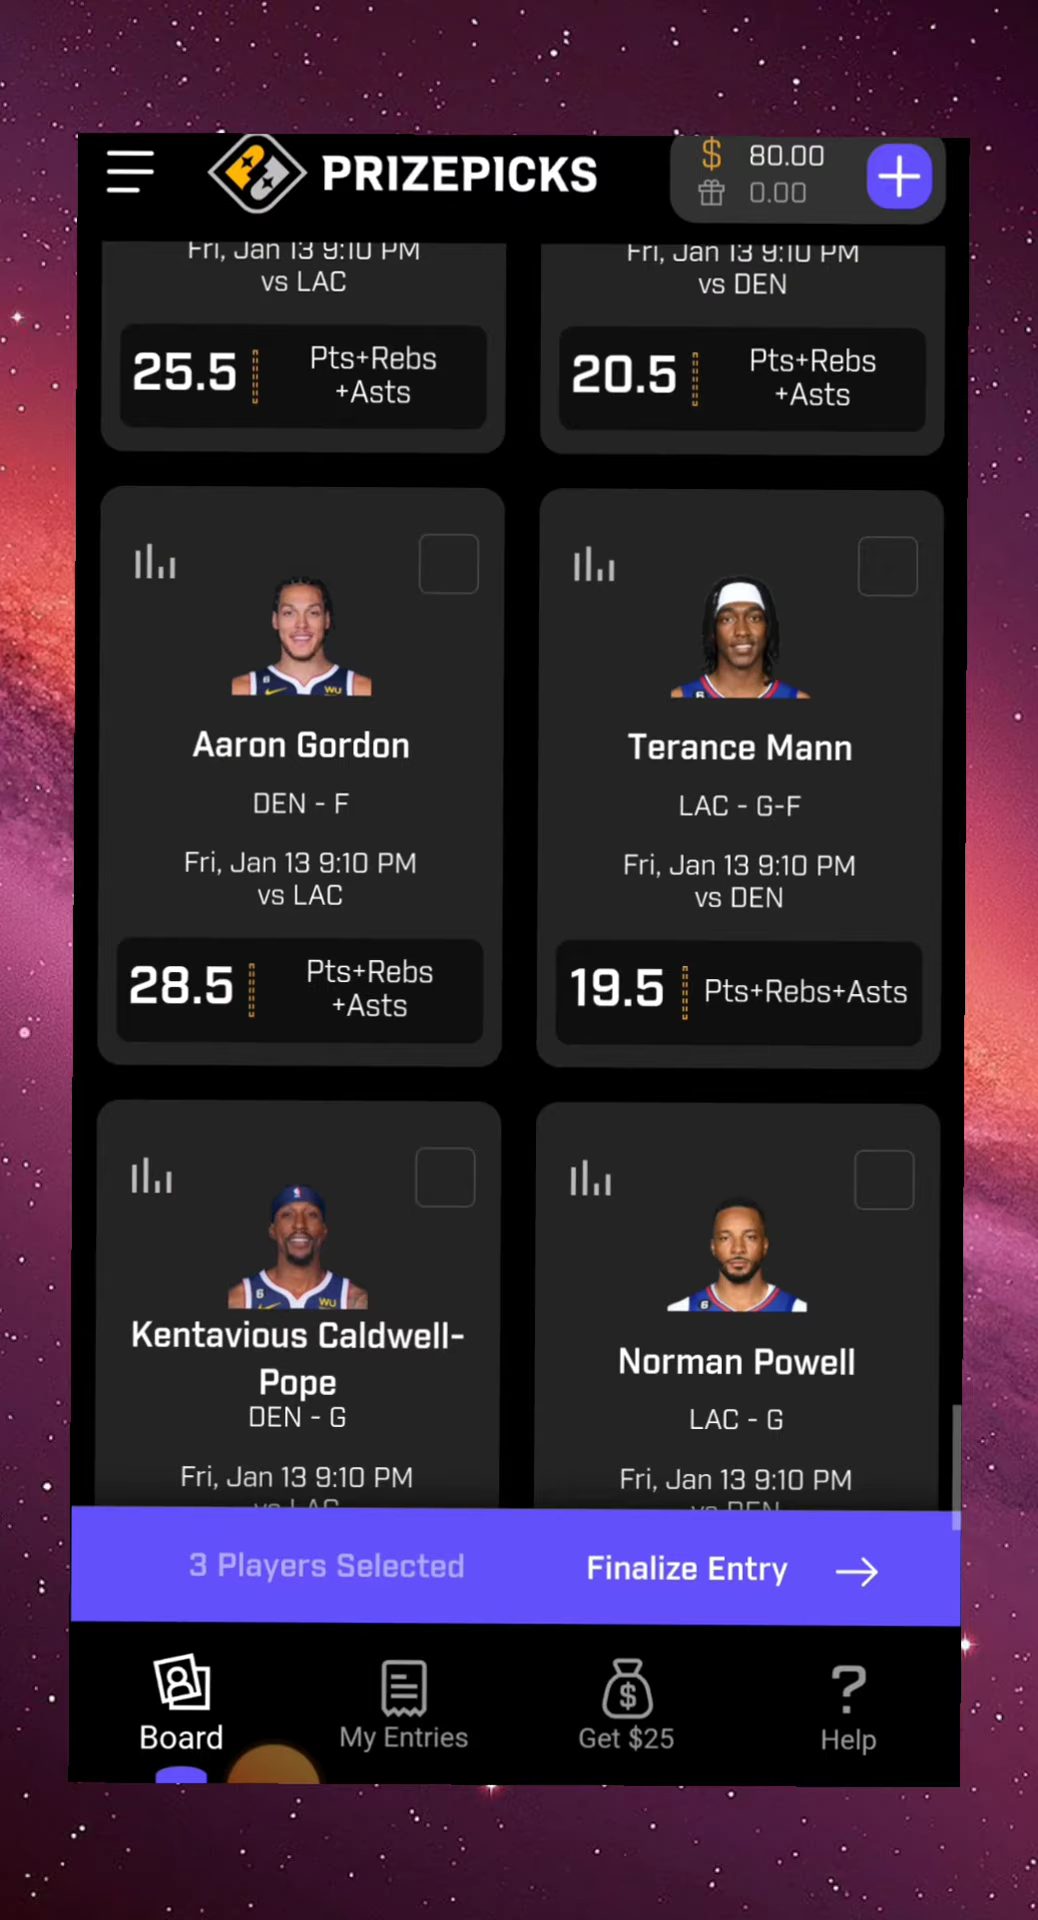 PRIZEPICKS
$ 80.00
0.00
Fri, Jan 13 9:10 PM
vs LAC
25.5
Pts+Rebs
+Asts
Fri, Jan 13 9:10 PM
vs DEN
20.5
Pts+Rebs
+Asts
Aaron Gordon
DEN - F
Fri, Jan 13 9:10 PM
vs LAC
28.5
Pts+Rebs
+Asts
Terance Mann
LAC - G-F
Fri, Jan 13 9:10 PM
vs DEN
19.5
Pts+Rebs+Asts
Kentavious Caldwell-
Pope
DEN - G
Fri, Jan 13 9:10 PM
vs LAC
Norman Powell
LAC - G
Fri, Jan 13 9:10 PM
vs DEN
3 Players Selected
Finalize Entry
Board
My Entries
Get $25
Help